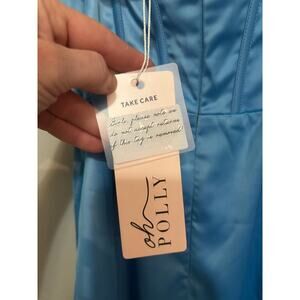 TAKE CARE
Girls, please note we
do not accept returns
if this tag is removed!
oh
POLLY